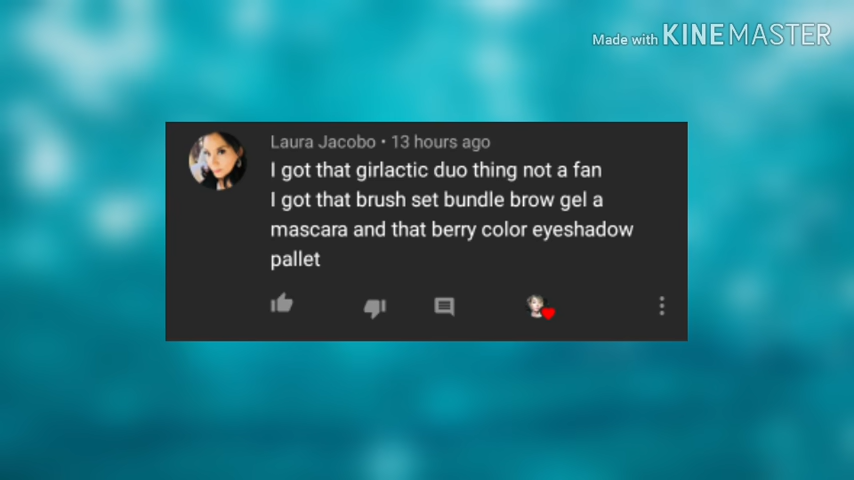 Made with KINEMASTER
Laura Jacobo • 13 hours ago
I got that girlactic duo thing not a fan
I got that brush set bundle brow gel a
mascara and that berry color eyeshadow
pallet